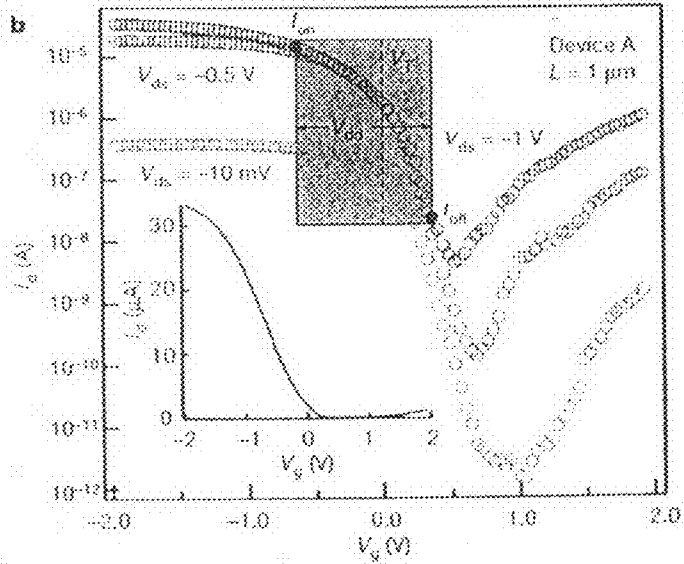 b
I_on
V_T
Device A
L = 1 μm
V_ds = −0.5 V
V_dd
V_ds = −1 V
V_ds = −10 mV
I_off
I_d (A)
10^-5
10^-6
10^-7
10^-8
10^-9
10^-10
10^-11
10^-12
−2.0
−1.0
0.0
1.0
2.0
V_g (V)
I_d (μA)
30
20
10
0
−2
−1
0
1
2
V_g (V)